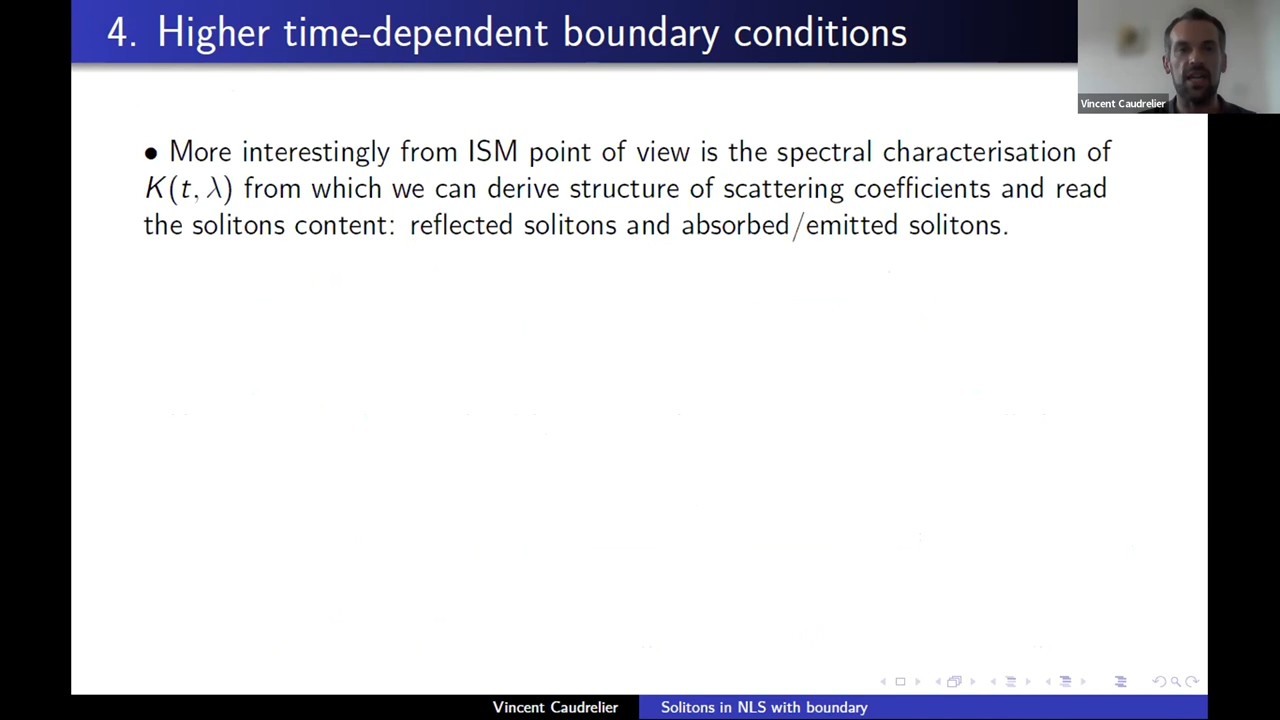 4. Higher time-dependent boundary conditions
Vincent Caudrelier
• More interestingly from ISM point of view is the spectral characterisation of
K(t, λ) from which we can derive structure of scattering coefficients and read
the solitons content: reflected solitons and absorbed/emitted solitons.
Vincent Caudrelier
Solitons in NLS with boundary